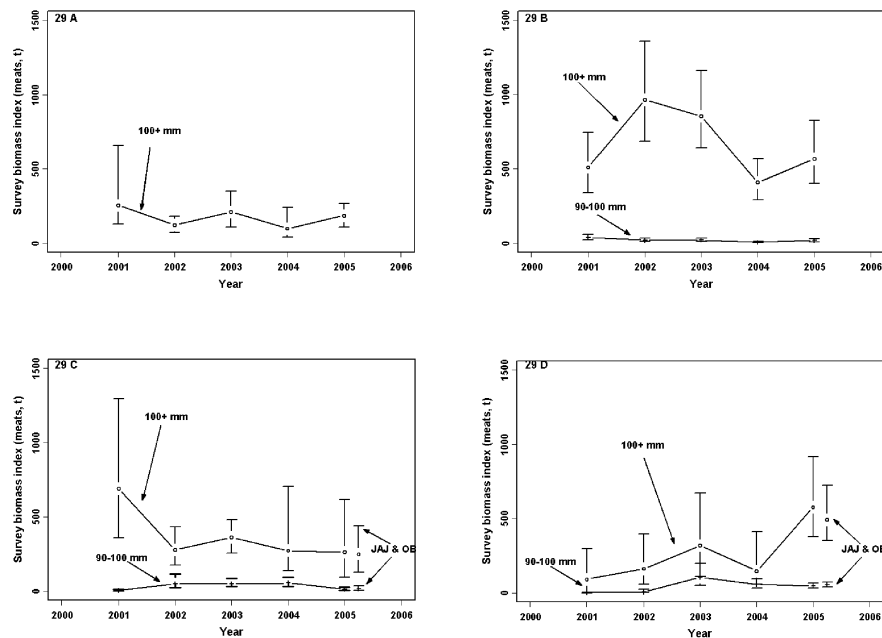 29 A
Survey biomass index (meats, t)
1500
1000
500
0
100+ mm
2000 2001 2002 2003 2004 2005 2006
Year
29 B
Survey biomass index (meats, t)
1500
1000
500
0
100+ mm
90-100 mm
2000 2001 2002 2003 2004 2005 2006
Year
29 C
Survey biomass index (meats, t)
1500
1000
500
0
100+ mm
90-100 mm
JAJ & OE
2000 2001 2002 2003 2004 2005 2006
Year
29 D
Survey biomass index (meats, t)
1500
1000
500
0
100+ mm
90-100 mm
JAJ & OE
2000 2001 2002 2003 2004 2005 2006
Year